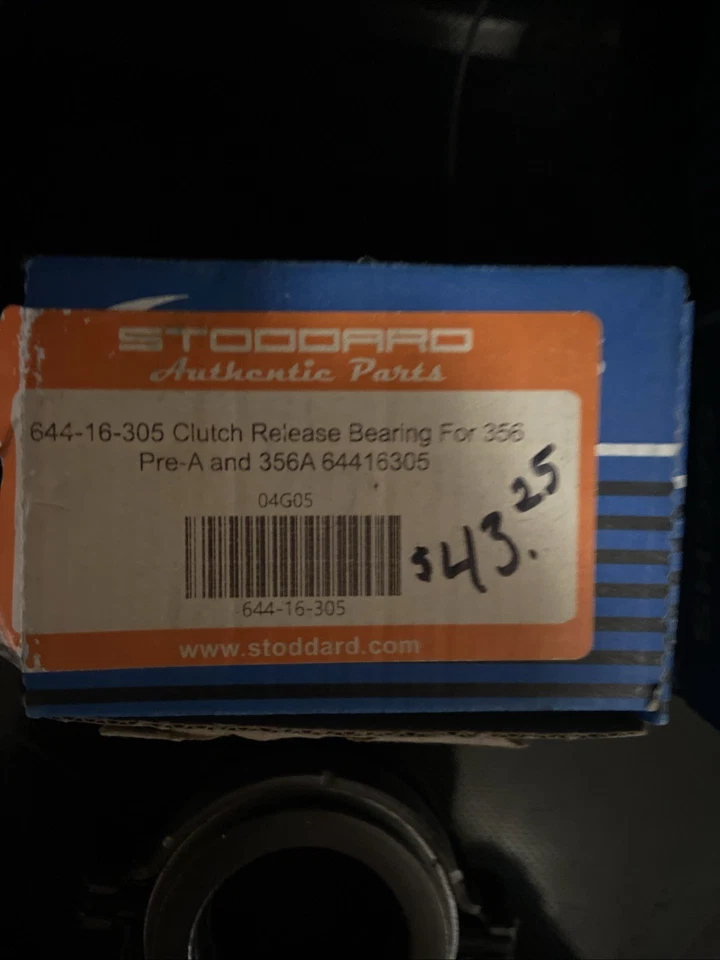 STODDARD
Authentic Parts
644-16-305 Clutch Release Bearing For 356
Pre-A and 356A 64416305
04G05
$43.25
644-16-305
www.stoddard.com